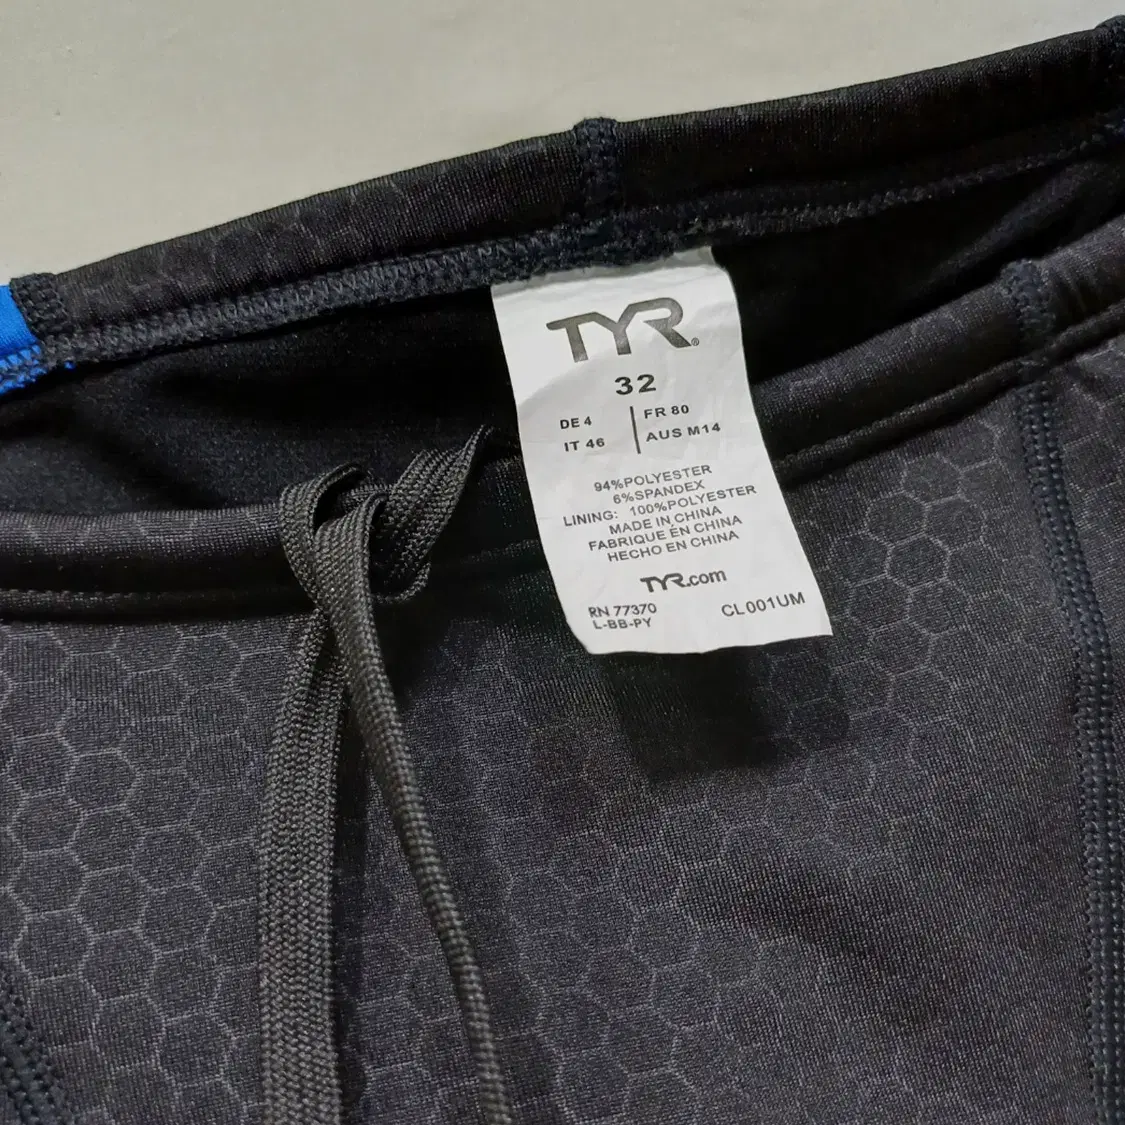 TYR®
32
DE 4
IT 46
FR 80
AUS M14
94%POLYESTER
6%SPANDEX
LINING: 100%POLYESTER
MADE IN CHINA
FABRIQUE ÉN CHINA
HECHO EN CHINA
TYR.com
RN 77370
L-BB-PY
CL001UM